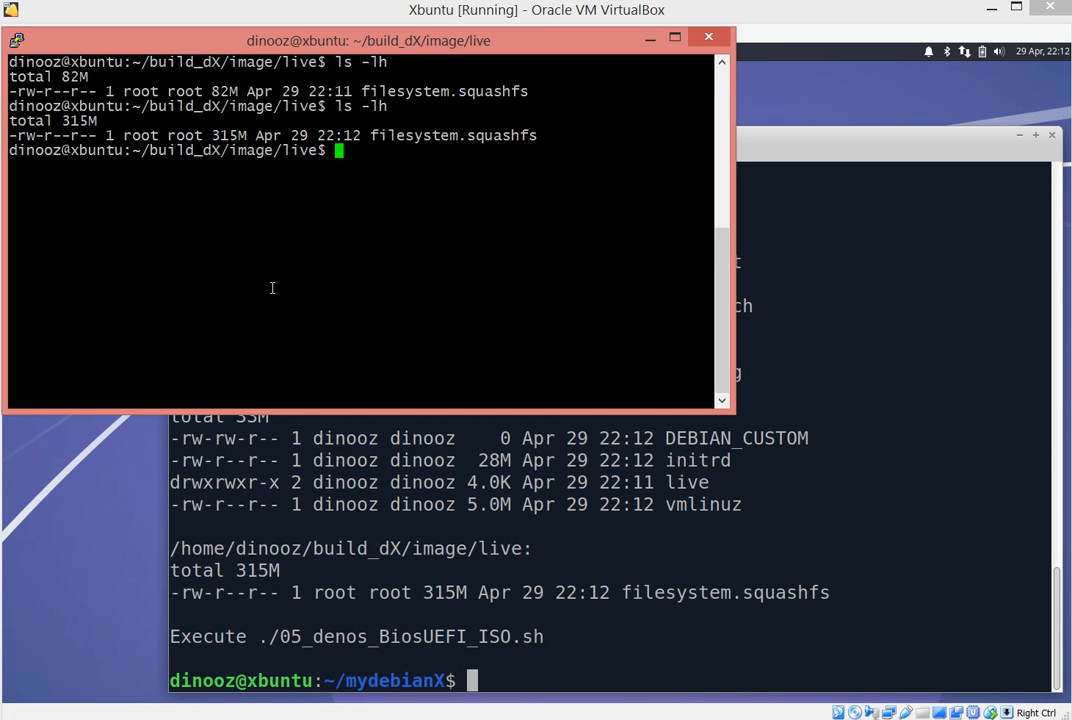 Xbuntu [Running] - Oracle VM VirtualBox
29 Apr, 22:12
dinooz@xbuntu: ~/build_dX/image/live
dinooz@xbuntu:~/build_dX/image/live$ ls -lh
total 82M
-rw-r--r-- 1 root root 82M Apr 29 22:11 filesystem.squashfs
dinooz@xbuntu:~/build_dX/image/live$ ls -lh
total 315M
-rw-r--r-- 1 root root 315M Apr 29 22:12 filesystem.squashfs
dinooz@xbuntu:~/build_dX/image/live$
t
ch
g
total 33M
-rw-rw-r-- 1 dinooz dinooz    0 Apr 29 22:12 DEBIAN_CUSTOM
-rw-r--r-- 1 dinooz dinooz  28M Apr 29 22:12 initrd
drwxrwxr-x 2 dinooz dinooz 4.0K Apr 29 22:11 live
-rw-r--r-- 1 dinooz dinooz 5.0M Apr 29 22:12 vmlinuz
/home/dinooz/build_dX/image/live:
total 315M
-rw-r--r-- 1 root root 315M Apr 29 22:12 filesystem.squashfs
Execute ./05_denos_BiosUEFI_ISO.sh
dinooz@xbuntu:~/mydebianX$
Right Ctrl